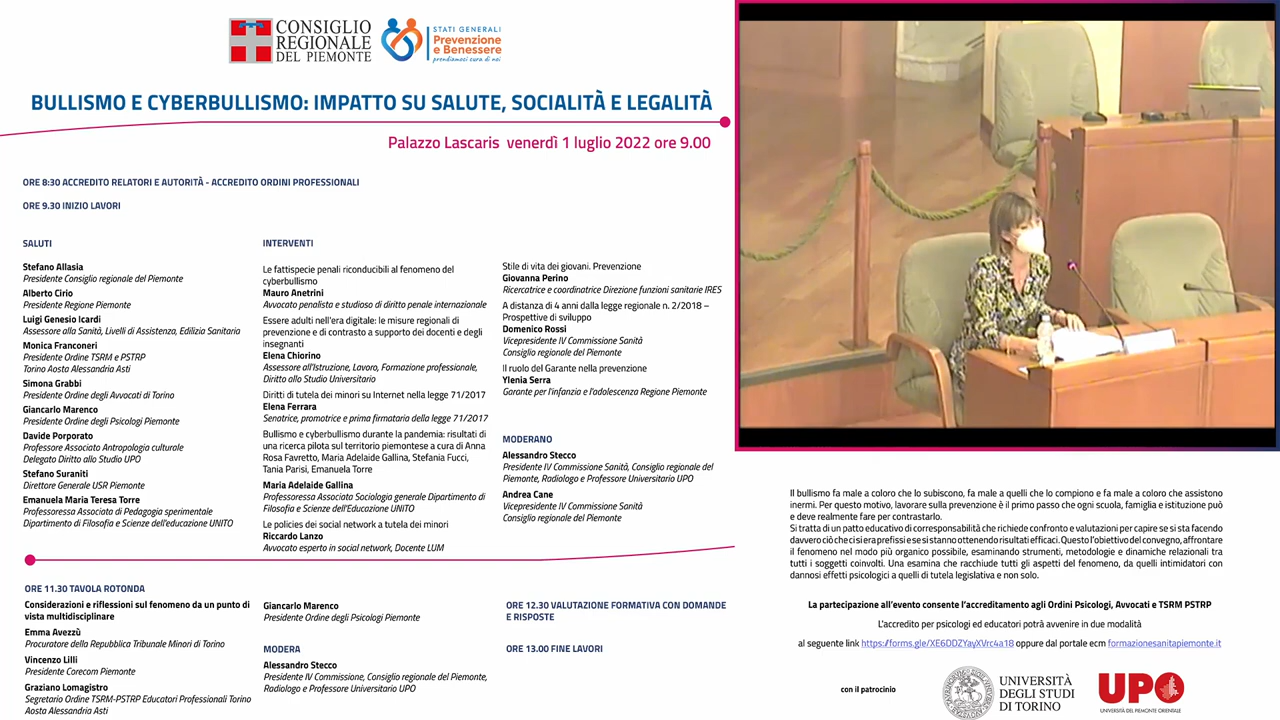 CONSIGLIO
REGIONALE
DEL PIEMONTE
STATI GENERALI
Prevenzione
e Benessere
prendiamoci cura di noi
BULLISMO E CYBERBULLISMO: IMPATTO SU SALUTE, SOCIALITÀ E LEGALITÀ
Palazzo Lascaris venerdì 1 luglio 2022 ore 9.00
ORE 8:30 ACCREDITO RELATORI E AUTORITÀ - ACCREDITO ORDINI PROFESSIONALI
ORE 9.30 INIZIO LAVORI
SALUTI
Stefano Allasia
Presidente Consiglio regionale del Piemonte
Alberto Cirio
Presidente Regione Piemonte
Luigi Genesio Icardi
Assessore alla Sanità, Livelli di Assistenza, Edilizia Sanitaria
Monica Franconeri
Presidente Ordine TSRM e PSTRP
Torino Aosta Alessandria Asti
Simona Grabbi
Presidente Ordine degli Avvocati di Torino
Giancarlo Marenco
Presidente Ordine degli Psicologi Piemonte
Davide Porporato
Professore Associato Antropologia culturale
Delegato Diritto allo Studio UPO
Stefano Suraniti
Direttore Generale USR Piemonte
Emanuela Maria Teresa Torre
Professoressa Associata di Pedagogia sperimentale
Dipartimento di Filosofia e Scienze dell'educazione UNITO
INTERVENTI
Le fattispecie penali riconducibili al fenomeno del
cyberbullismo
Mauro Anetrini
Avvocato penalista e studioso di diritto penale internazionale
Essere adulti nell'era digitale: le misure regionali di
prevenzione e di contrasto a supporto dei docenti e degli
insegnanti
Elena Chiorino
Assessore all'Istruzione, Lavoro, Formazione professionale,
Diritto allo Studio Universitario
Diritti di tutela dei minori su Internet nella legge 71/2017
Elena Ferrara
Senatrice, promotrice e prima firmataria della legge 71/2017
Bullismo e cyberbullismo durante la pandemia: risultati di
una ricerca pilota sul territorio piemontese a cura di Anna
Rosa Favretto, Maria Adelaide Gallina, Stefania Fucci,
Tania Parisi, Emanuela Torre
Maria Adelaide Gallina
Professoressa Associata Sociologia generale Dipartimento di
Filosofia e Scienze dell'Educazione UNITO
Le policies dei social network a tutela dei minori
Riccardo Lanzo
Avvocato esperto in social network, Docente LUM
Stile di vita dei giovani. Prevenzione
Giovanna Perino
Ricercatrice e coordinatrice Direzione funzioni sanitarie IRES
A distanza di 4 anni dalla legge regionale n. 2/2018 –
Prospettive di sviluppo
Domenico Rossi
Vicepresidente IV Commissione Sanità
Consiglio regionale del Piemonte
Il ruolo del Garante nella prevenzione
Ylenia Serra
Garante per l'infanzia e l'adolescenza Regione Piemonte
MODERANO
Alessandro Stecco
Presidente IV Commissione Sanità, Consiglio regionale del
Piemonte, Radiologo e Professore Universitario UPO
Andrea Cane
Vicepresidente IV Commissione Sanità
Consiglio regionale del Piemonte
ORE 11.30 TAVOLA ROTONDA
Considerazioni e riflessioni sul fenomeno da un punto di
vista multidisciplinare
Emma Avezzù
Procuratore della Repubblica Tribunale Minori di Torino
Vincenzo Lilli
Presidente Corecom Piemonte
Graziano Lomagistro
Segretario Ordine TSRM-PSTRP Educatori Professionali Torino
Aosta Alessandria Asti
Giancarlo Marenco
Presidente Ordine degli Psicologi Piemonte
MODERA
Alessandro Stecco
Presidente IV Commissione, Consiglio regionale del Piemonte,
Radiologo e Professore Universitario UPO
ORE 12.30 VALUTAZIONE FORMATIVA CON DOMANDE
E RISPOSTE
ORE 13.00 FINE LAVORI
Il bullismo fa male a coloro che lo subiscono, fa male a quelli che lo compiono e fa male a coloro che assistono
inermi. Per questo motivo, lavorare sulla prevenzione è il primo passo che ogni scuola, famiglia e istituzione può
e deve realmente fare per contrastarlo.
Si tratta di un patto educativo di corresponsabilità che richiede confronto e valutazioni per capire se si sta facendo
davvero ciò che ci si era prefissi e se si stanno ottenendo risultati efficaci. Questo l'obiettivo del convegno, affrontare
il fenomeno nel modo più organico possibile, esaminando strumenti, metodologie e dinamiche relazionali tra
tutti i soggetti coinvolti. Una esamina che racchiude tutti gli aspetti del fenomeno, da quelli intimidatori con
dannosi effetti psicologici a quelli di tutela legislativa e non solo.
La partecipazione all'evento consente l'accreditamento agli Ordini Psicologi, Avvocati e TSRM PSTRP
L'accredito per psicologi ed educatori potrà avvenire in due modalità
al seguente link https://forms.gle/XE6DDZYayXVrc4a18 oppure dal portale ecm formazionesanitapiemonte.it
con il patrocinio
UNIVERSITÀ
DEGLI STUDI
DI TORINO
UPO
UNIVERSITÀ DEL PIEMONTE ORIENTALE